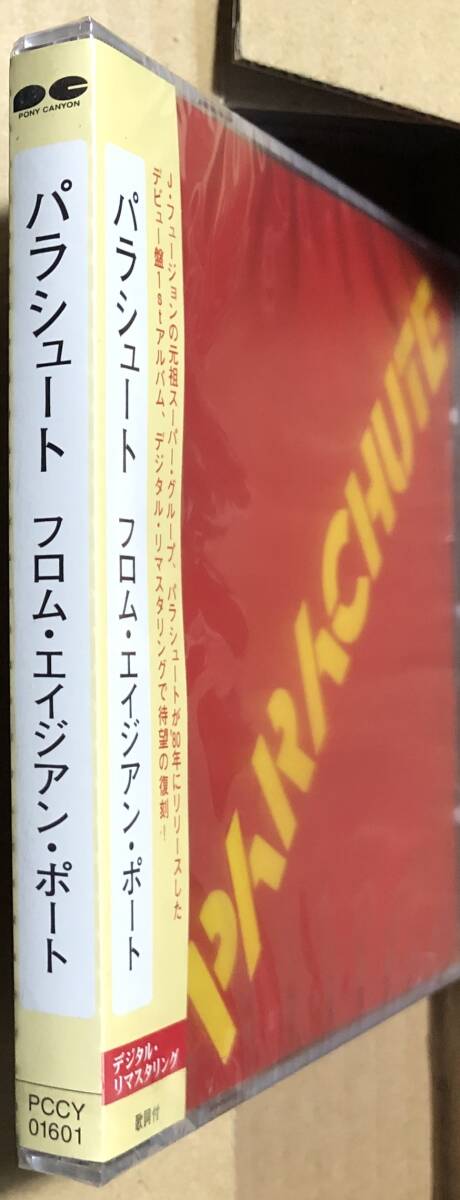 PONY CANYON
パラシュート フロム・エイジアン・ポート
PCCY
01601
パラシュート フロム・エイジアン・ポート
J・フュージョンの元祖スーパー・グループ、パラシュートが'80年にリリースした
デビュー盤1stアルバム、デジタル・リマスタリングで待望の復刻!
デジタル・
リマスタリング
歌詞付
PARACHUTE